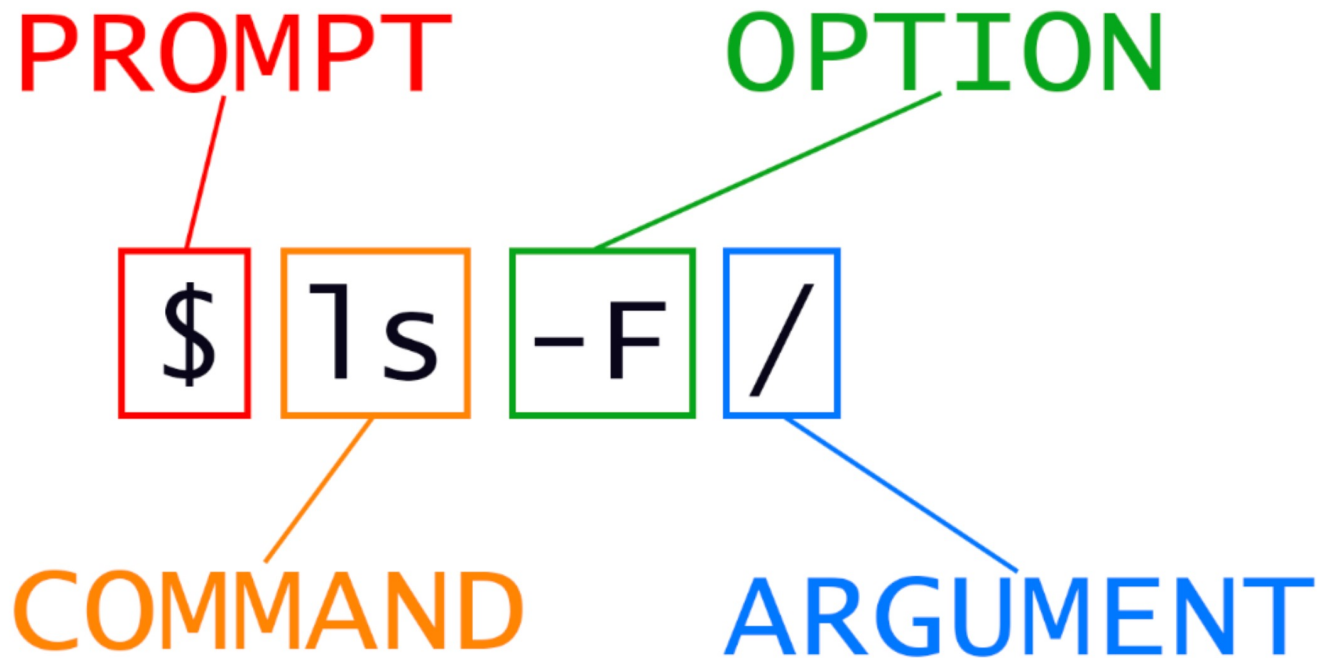 PROMPT OPTION
$ ls -F /
COMMAND ARGUMENT